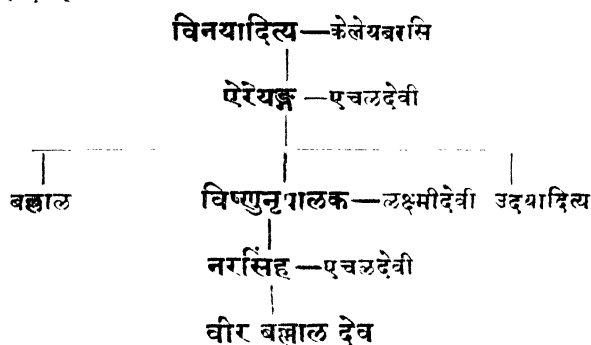 विनयादित्य—केलेयबरसि
ऐरेयङ्ग —एचलदेवी
बल्लाल विष्णुनृपालक—लक्ष्मीदेवी उदयादित्य
नरसिंह—एचलदेवी
वीर बल्लाल देव